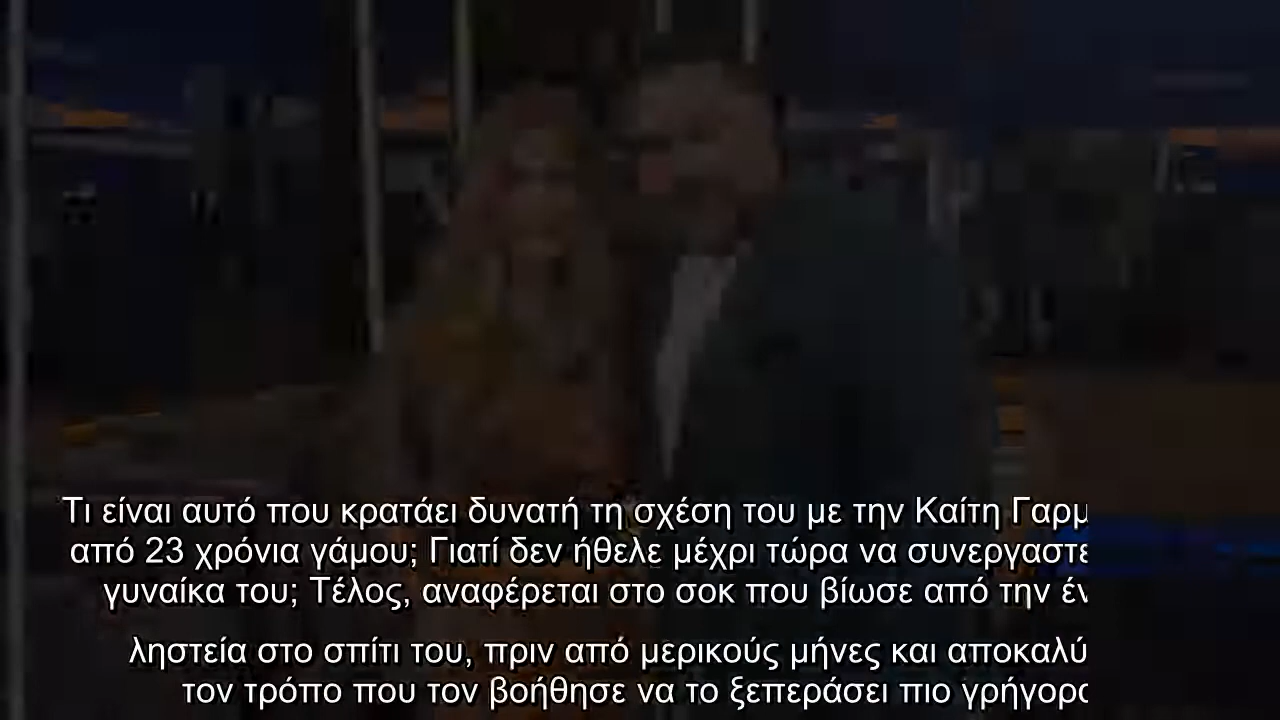 Τι είναι αυτό που κρατάει δυνατή τη σχέση του με την Καίτη
από 23 χρόνια γάμου; Γιατί δεν ήθελε μέχρι τώρα να
γυναίκα του; Τέλος, αναφέρεται στο σοκ που βίωσε από την
ληστεία στο σπίτι του, πριν από μερικούς μήνες και
τον τρόπο που τον βοήθησε να το ξεπεράσει πιο